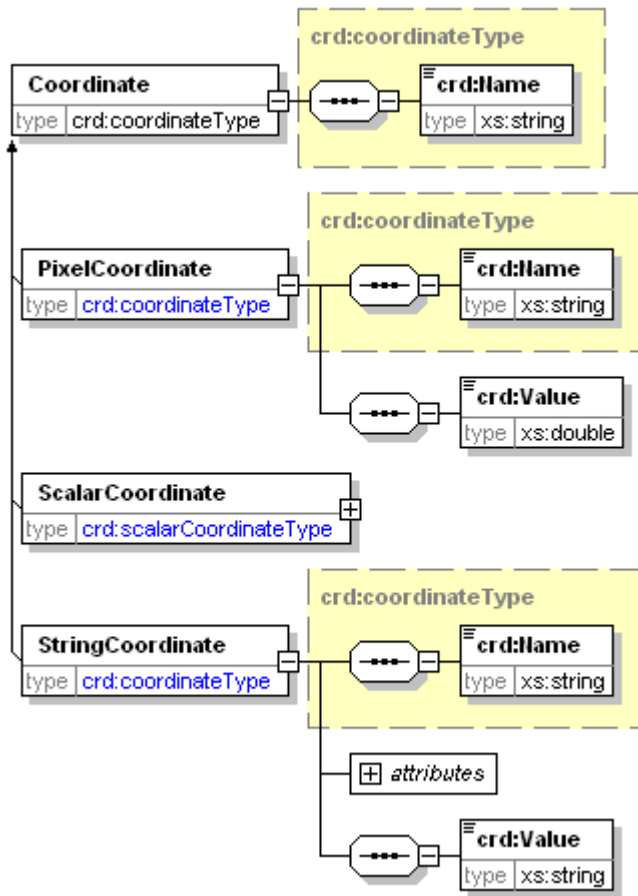 crd:coordinateType
Coordinate
type crd:coordinateType
crd:Name
type xs:string
crd:coordinateType
PixelCoordinate
type crd:coordinateType
crd:Name
type xs:string
crd:Value
type xs:double
ScalarCoordinate
type crd:scalarCoordinateType
crd:coordinateType
StringCoordinate
type crd:coordinateType
crd:Name
type xs:string
attributes
crd:Value
type xs:string